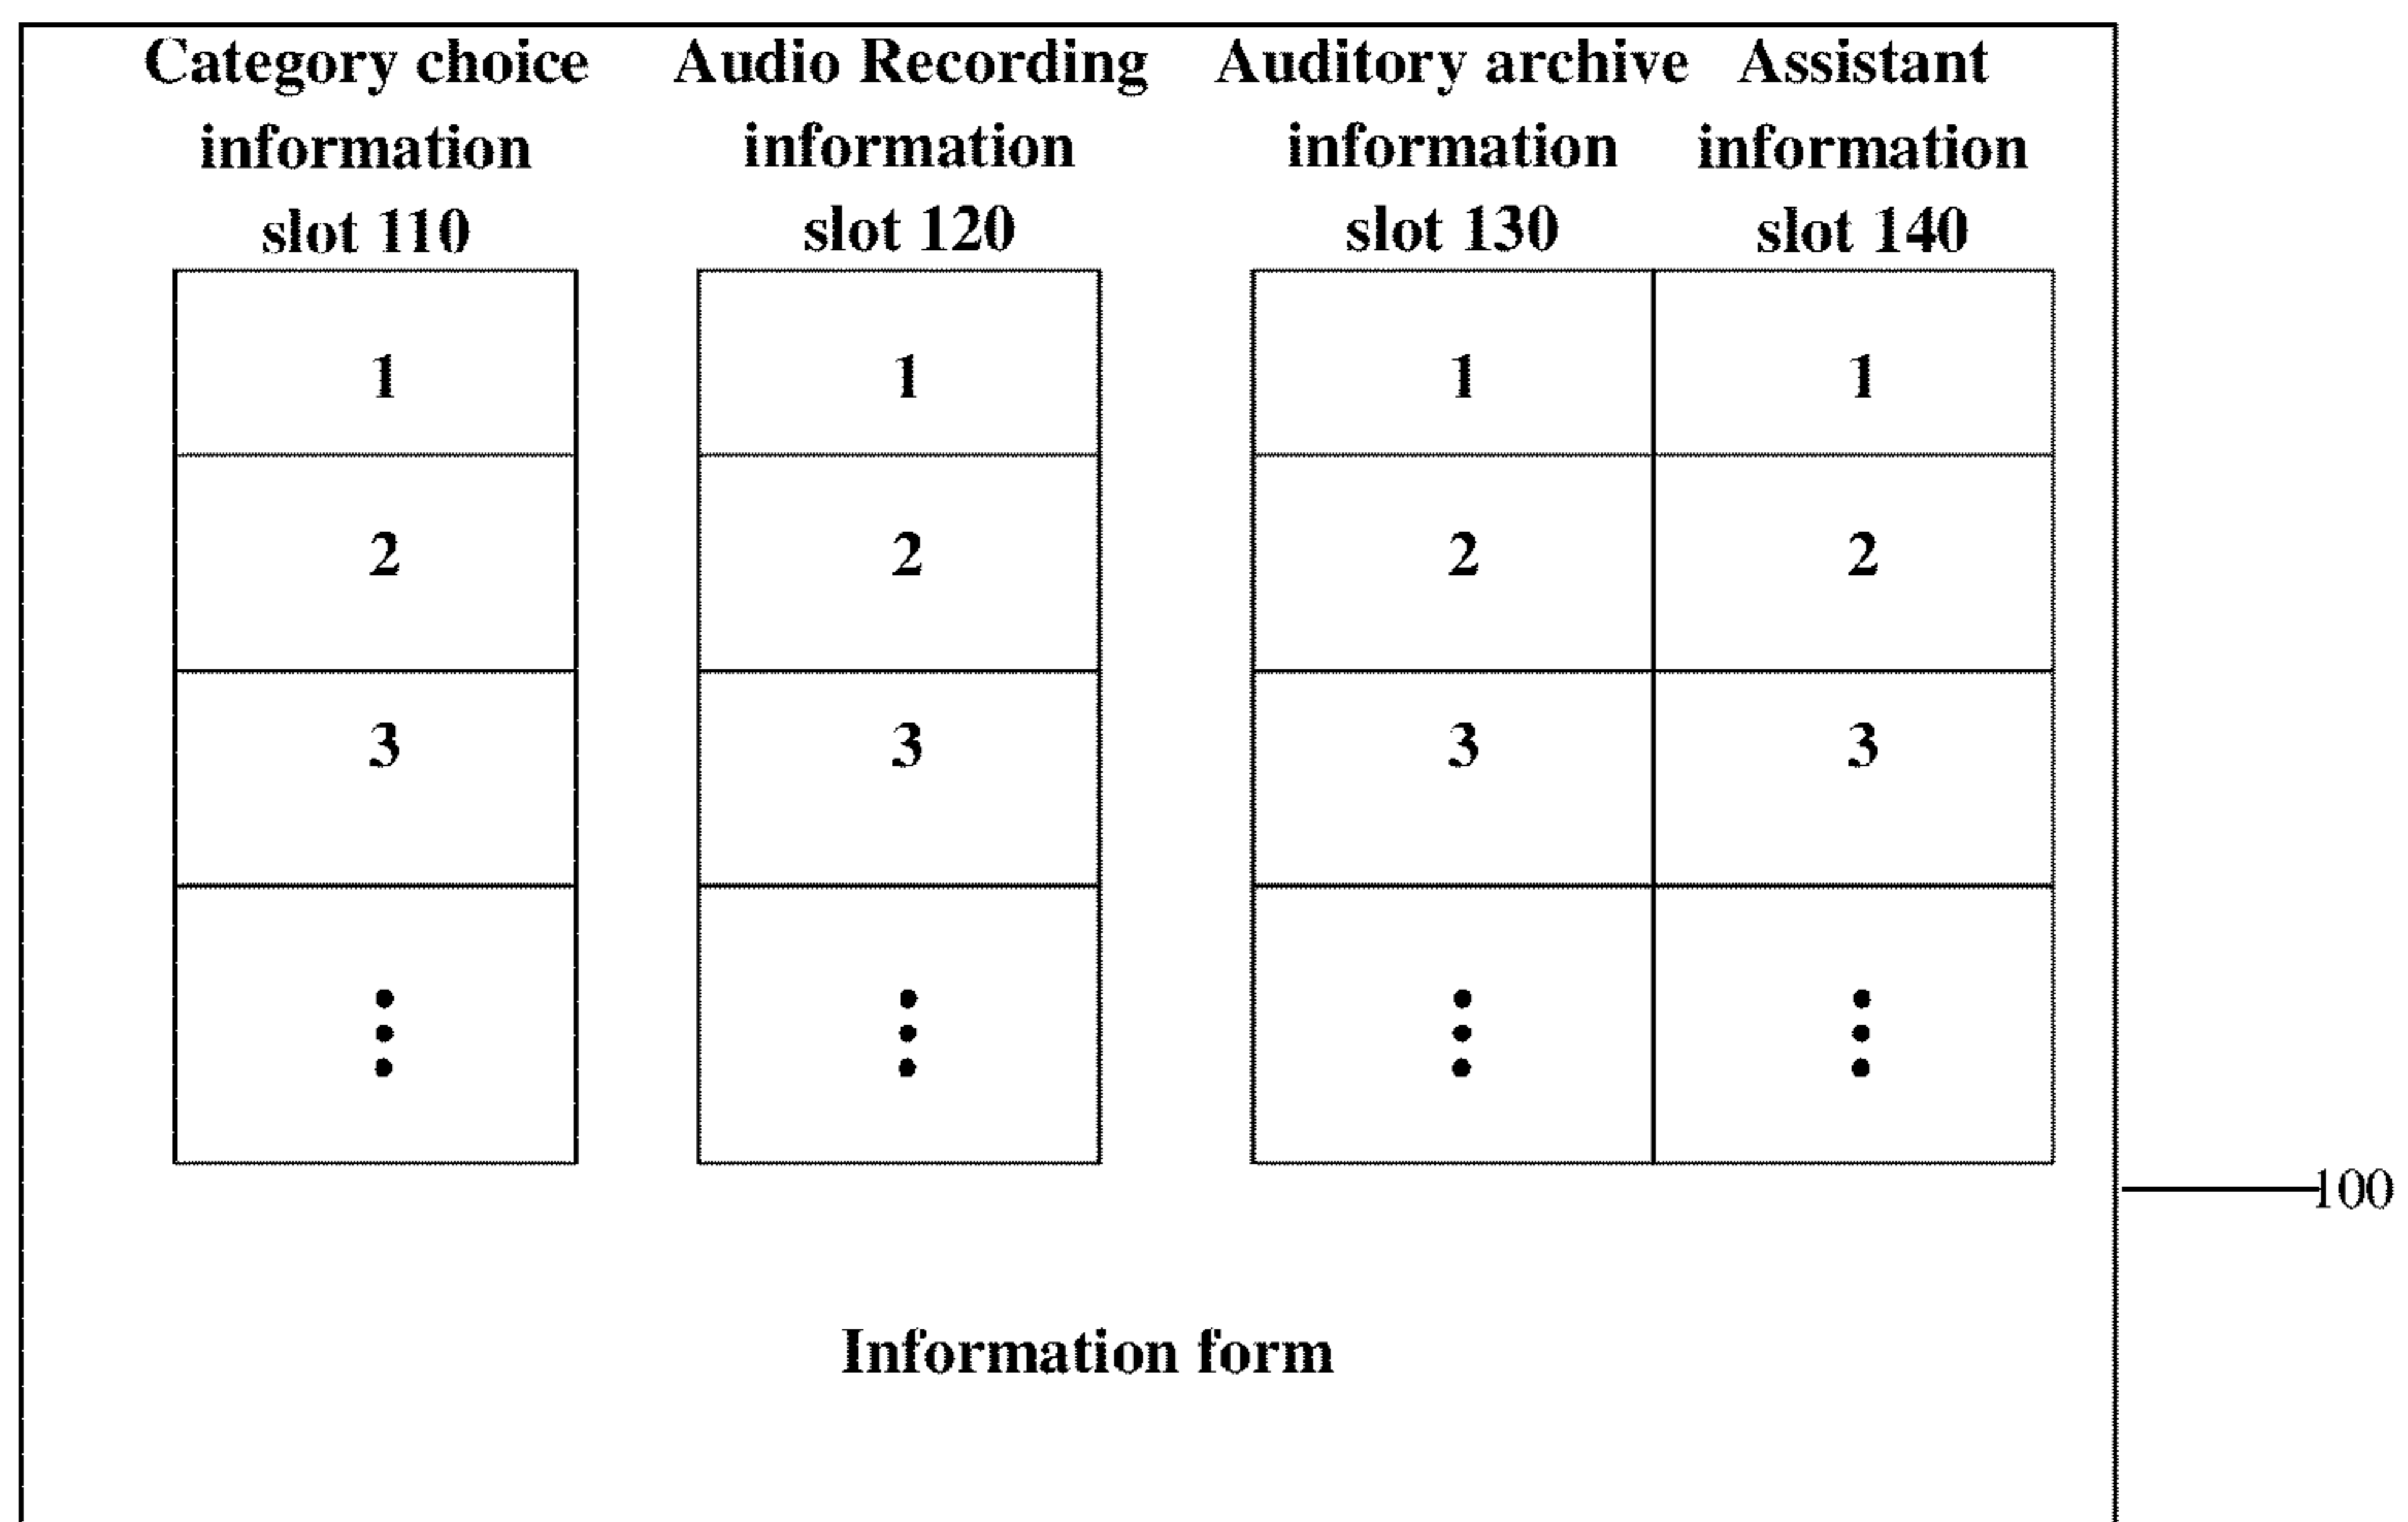 Category choice information slot 110
Audio Recording information slot 120
Auditory archive information slot 130
Assistant information slot 140
1 1 1 1
2 2 2 2
3 3 3 3
100
Information form